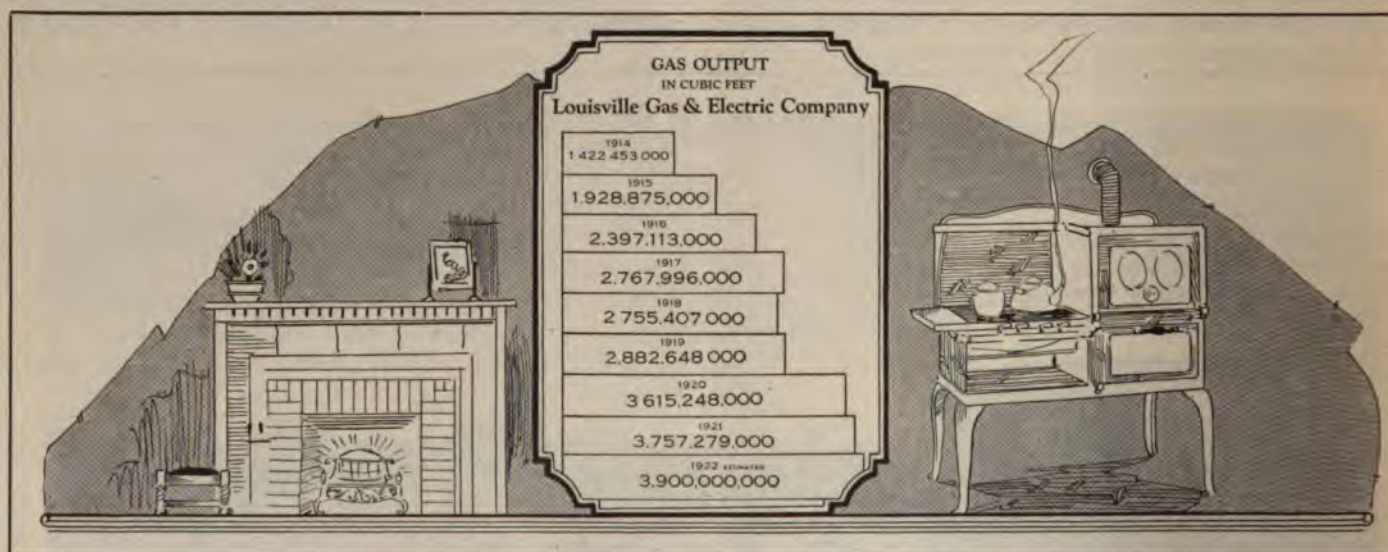 GAS OUTPUT
IN CUBIC FEET
Louisville Gas & Electric Company
1914
1 422 453 000
1915
1.928.875,000
1916
2,397,113,000
1917
2.767,996,000
1918
2 755,407 000
1919
2,882,648 000
1920
3 615,248,000
1921
3.757,279,000
1922 ESTIMATED
3,900,000,000